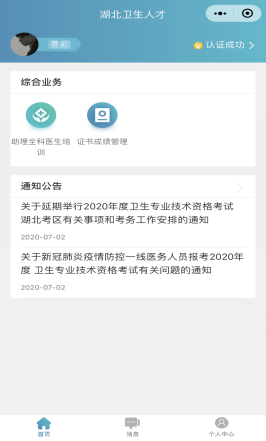 湖北卫生人才
认证成功
综合业务
助理全科医生培
训
证书成绩管理
通知公告
关于延期举行2020年度卫生专业技术资格考试
湖北考区有关事项和考务工作安排的通知
2020-07-02
关于新冠肺炎疫情防控一线医务人员报考2020年
度 卫生专业技术资格考试有关问题的通知
2020-07-02
首页
消息
个人中心